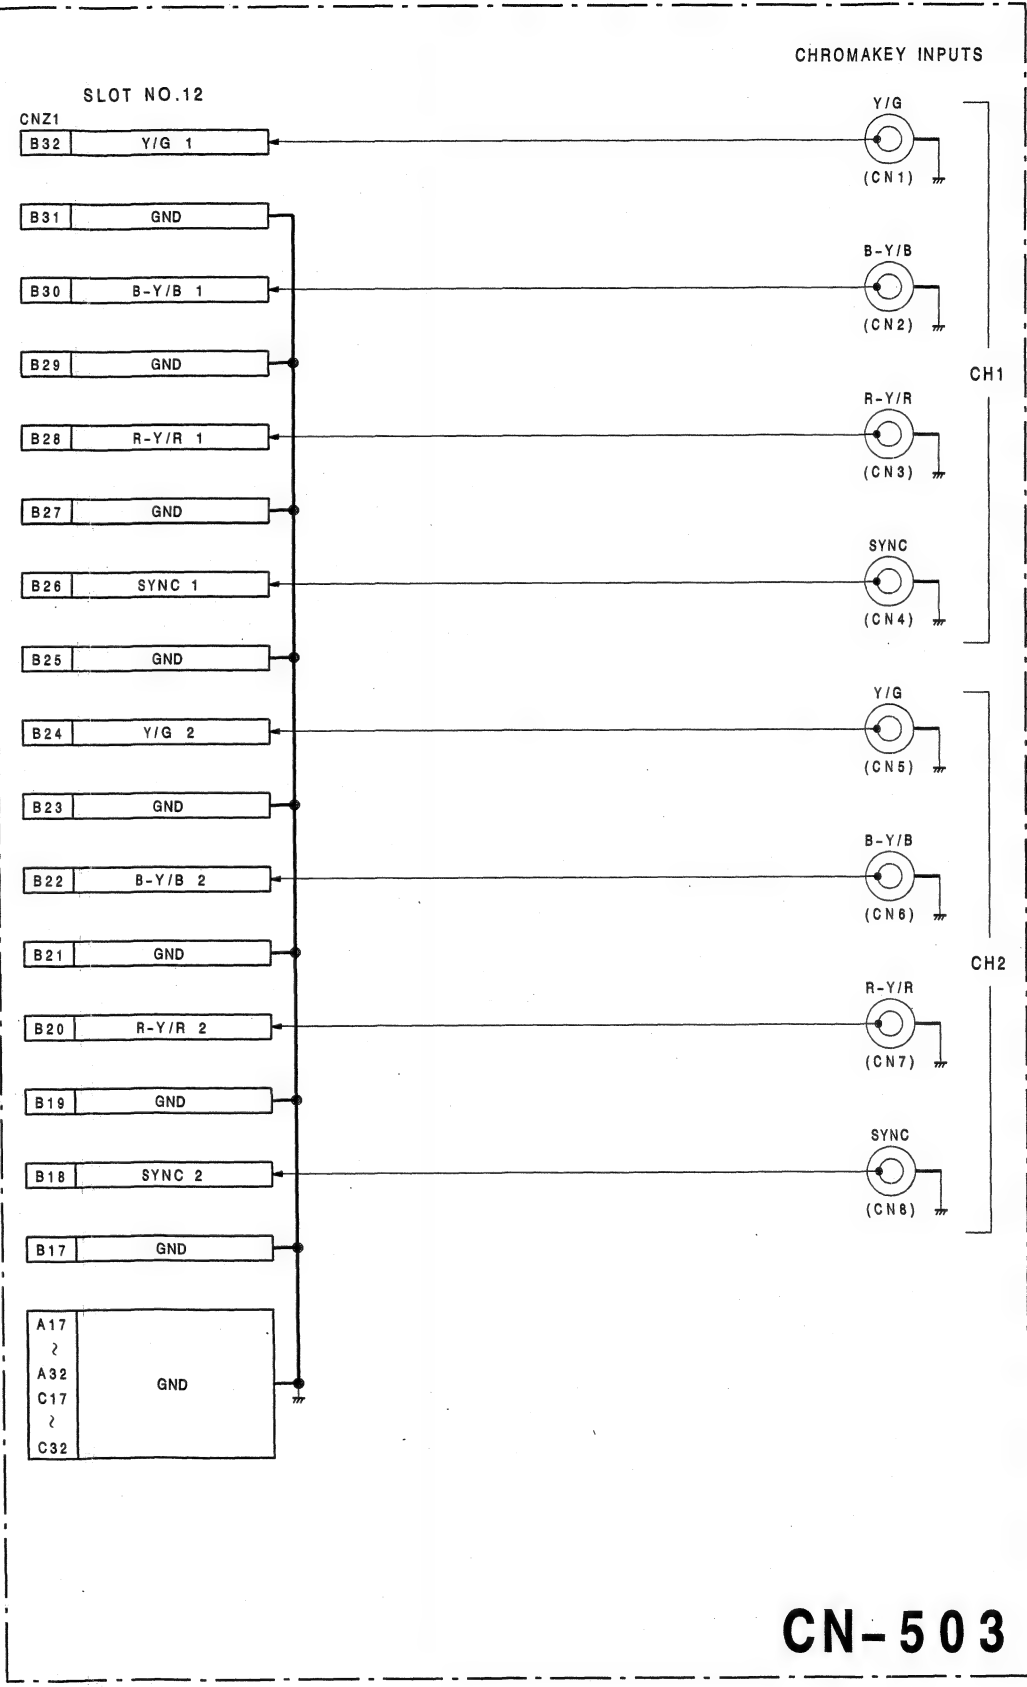 CHROMAKEY INPUTS
SLOT NO.12
CNZ1
B32 Y/G 1
Y/G
(CN1)
B31 GND
B30 B-Y/B 1
B-Y/B
(CN2)
B29 GND
CH1
B28 R-Y/R 1
R-Y/R
(CN3)
B27 GND
B26 SYNC 1
SYNC
(CN4)
B25 GND
B24 Y/G 2
Y/G
(CN5)
B23 GND
B22 B-Y/B 2
B-Y/B
(CN6)
B21 GND
CH2
B20 R-Y/R 2
R-Y/R
(CN7)
B19 GND
B18 SYNC 2
SYNC
(CN8)
B17 GND
A17
~
A32
C17
~
C32
GND
CN-503